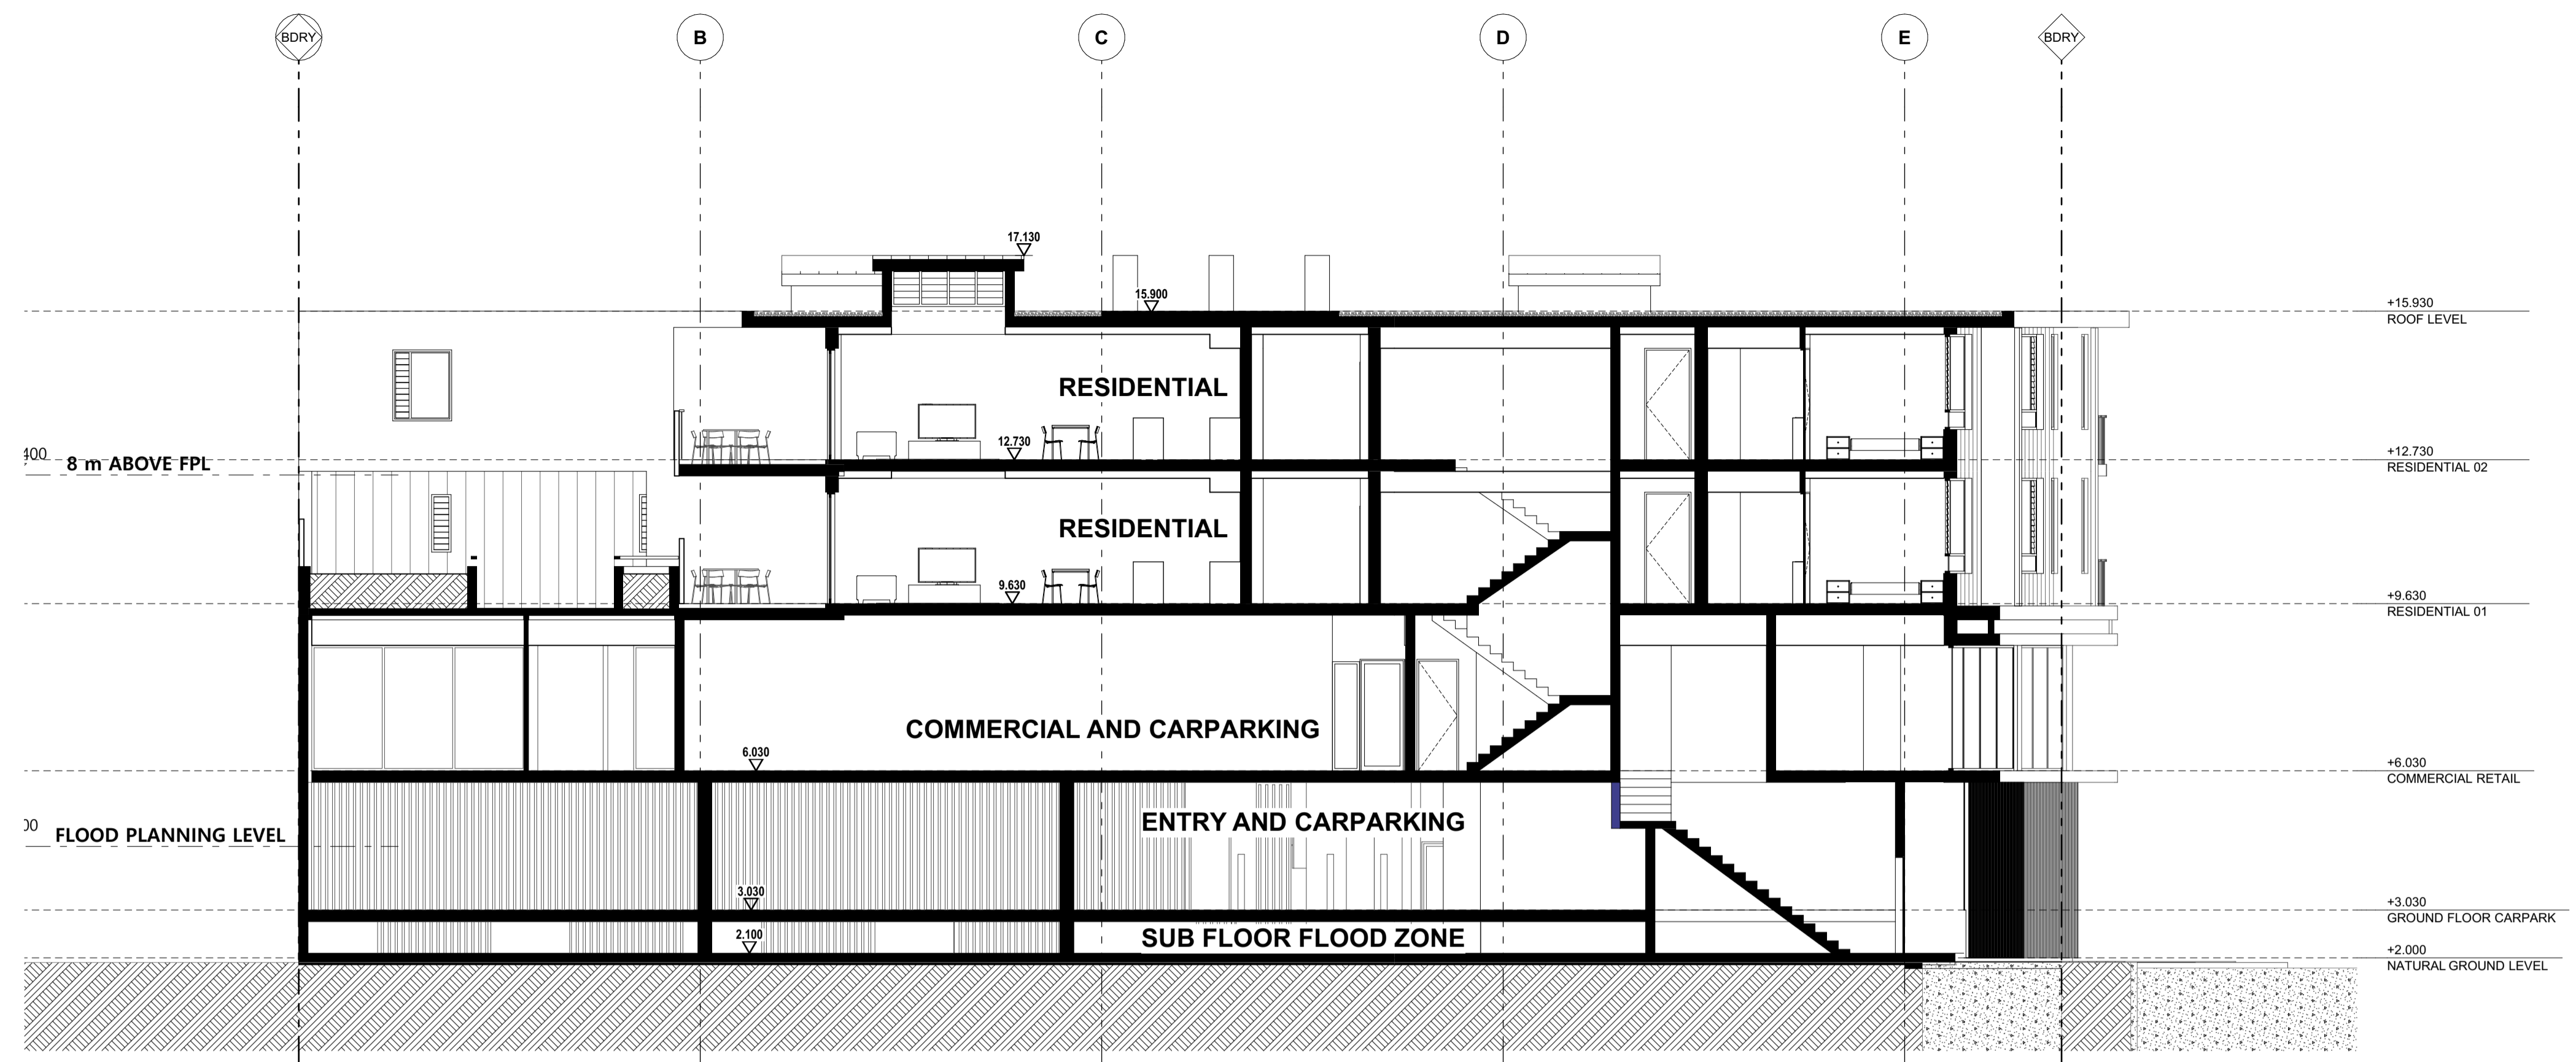 BDRY
B
C
D
E
BDRY
17.130
15.900
+15.930
ROOF LEVEL
RESIDENTIAL
12.730
400
8 m ABOVE FPL
+12.730
RESIDENTIAL 02
RESIDENTIAL
9.630
+9.630
RESIDENTIAL 01
COMMERCIAL AND CARPARKING
6.030
+6.030
COMMERCIAL RETAIL
ENTRY AND CARPARKING
00
FLOOD PLANNING LEVEL
3.030
+3.030
GROUND FLOOR CARPARK
2.100
SUB FLOOR FLOOD ZONE
+2.000
NATURAL GROUND LEVEL